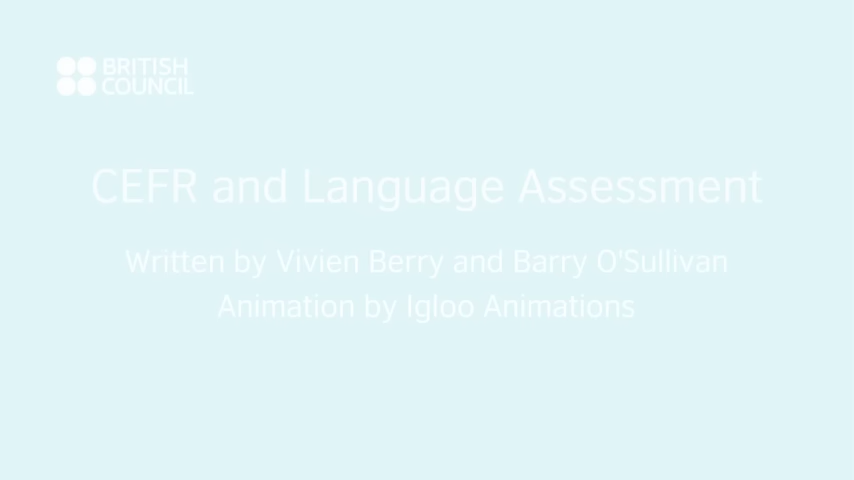 BRITISH
COUNCIL
CEFR and Language Assessment
Written by Vivien Berry and Barry O'Sullivan
Animation by Igloo Animations